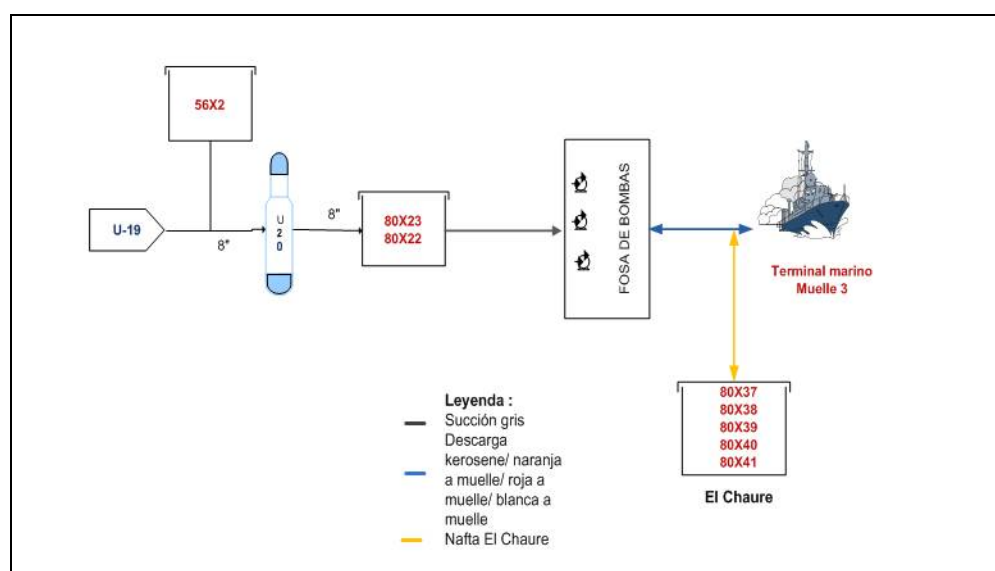 56X2
U-19
8"
U
2
0
8"
80X23
80X22
FOSA DE BOMBAS
Terminal marino
Muelle 3
80X37
80X38
80X39
80X40
80X41
El Chaure
Leyenda :
Succión gris
Descarga
kerosene/ naranja
a muelle/ roja a
muelle/ blanca a
muelle
Nafta El Chaure